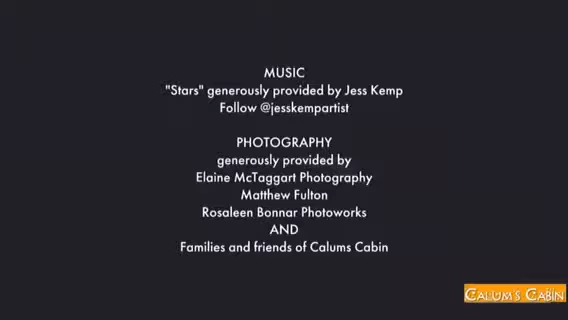 MUSIC
"Stars" generously provided by Jess Kemp
Follow @jesskempartist
PHOTOGRAPHY
generously provided by
Elaine McTaggart Photography
Matthew Fulton
Rosaleen Bonnar Photoworks
AND
Families and friends of Calums Cabin
CALUM'S CABIN